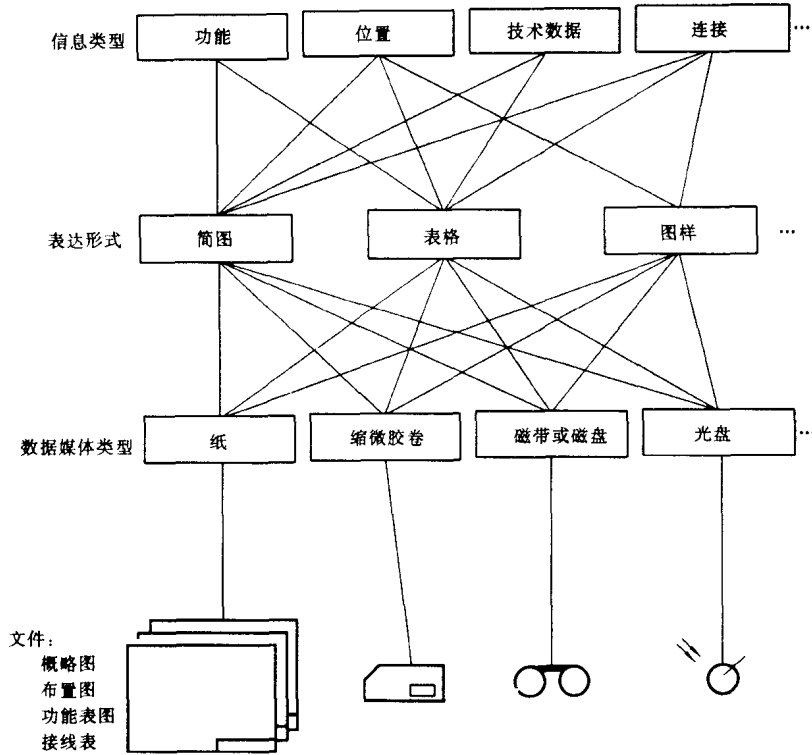 信息类型
功能
位置
技术数据
连接
…
表达形式
简图
表格
图样
…
数据媒体类型
纸
缩微胶卷
磁带或磁盘
光盘
…
文件：
概略图
布置图
功能表图
接线表